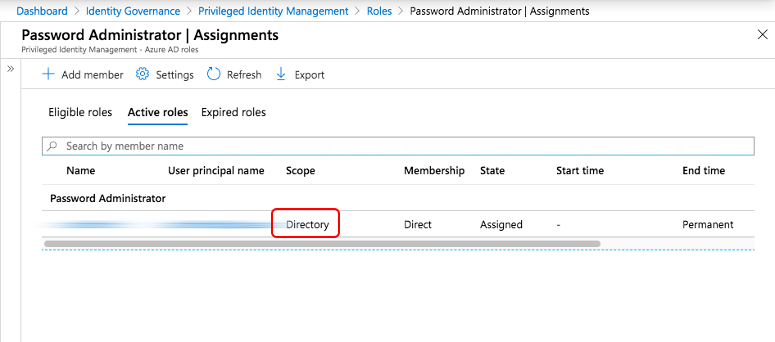 Dashboard > Identity Governance > Privileged Identity Management > Roles > Password Administrator | Assignments
Password Administrator | Assignments
Privileged Identity Management - Azure AD roles
Add member Settings Refresh Export
Eligible roles Active roles Expired roles
Search by member name
Name User principal name Scope Membership State Start time End time
Password Administrator
Directory Direct Assigned - Permanent